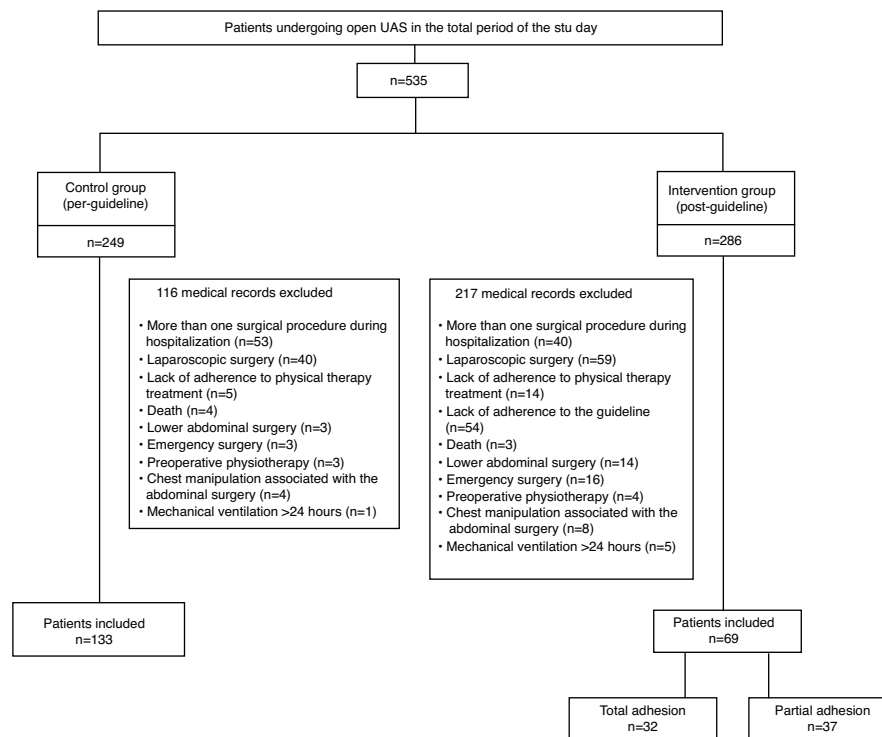 Patients undergoing open UAS in the total period of the stu day
n=535
Control group
(per-guideline)
n=249
Intervention group
(post-guideline)
n=286
116 medical records excluded
• More than one surgical procedure during
hospitalization (n=53)
• Laparoscopic surgery (n=40)
• Lack of adherence to physical therapy
treatment (n=5)
• Death (n=4)
• Lower abdominal surgery (n=3)
• Emergency surgery (n=3)
• Preoperative physiotherapy (n=3)
• Chest manipulation associated with the
abdominal surgery (n=4)
• Mechanical ventilation >24 hours (n=1)
217 medical records excluded
• More than one surgical procedure during
hospitalization (n=40)
• Laparoscopic surgery (n=59)
• Lack of adherence to physical therapy
treatment (n=14)
• Lack of adherence to the guideline
(n=54)
• Death (n=3)
• Lower abdominal surgery (n=14)
• Emergency surgery (n=16)
• Preoperative physiotherapy (n=4)
• Chest manipulation associated with the
abdominal surgery (n=8)
• Mechanical ventilation >24 hours (n=5)
Patients included
n=133
Patients included
n=69
Total adhesion
n=32
Partial adhesion
n=37